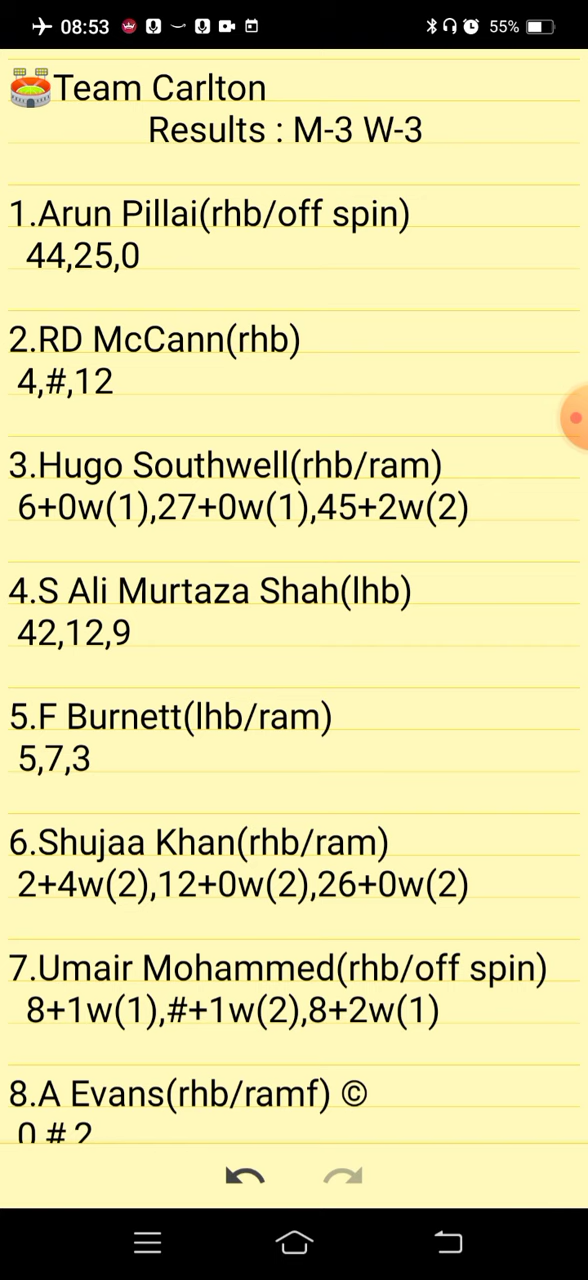 08:53
55%
Team Carlton
Results : M-3 W-3
1.Arun Pillai(rhb/off spin)
44,25,0
2.RD McCann(rhb)
4,#,12
3.Hugo Southwell(rhb/ram)
6+0w(1),27+0w(1),45+2w(2)
4.S Ali Murtaza Shah(lhb)
42,12,9
5.F Burnett(lhb/ram)
5,7,3
6.Shujaa Khan(rhb/ram)
2+4w(2),12+0w(2),26+0w(2)
7.Umair Mohammed(rhb/off spin)
8+1w(1),#+1w(2),8+2w(1)
8.A Evans(rhb/ramf) ©
0,#,2